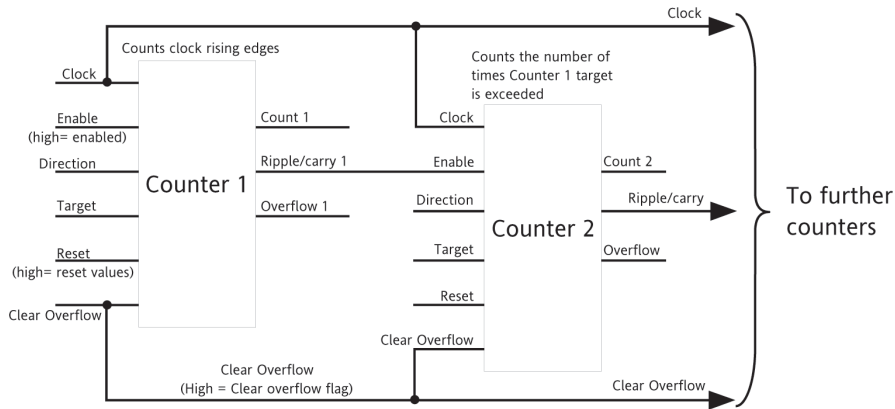 Clock
Counts clock rising edges
Counts the number of
times Counter 1 target
is exceeded
Clock
Enable
(high= enabled)
Direction
Target
Reset
(high= reset values)
Clear Overflow
Counter 1
Count 1
Ripple/carry 1
Overflow 1
Clock
Enable
Direction
Target
Reset
Clear Overflow
Counter 2
Count 2
Ripple/carry
Overflow
To further
counters
Clear Overflow
(High = Clear overflow flag)
Clear Overflow